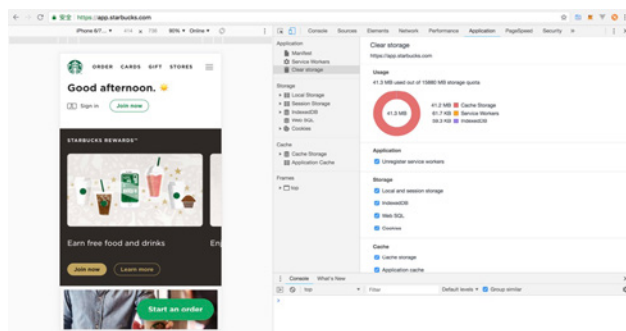 安全 https://app.starbucks.com
iPhone 6/7... 414 x 736 90% Online
ORDER CARDS GIFT STORES
Good afternoon.
Sign in Join now
STARBUCKS REWARDS™
Earn free food and drinks
Join now Learn more
Start an order
Console Sources Elements Network Performance Application PageSpeed Security
Application
Manifest
Service Workers
Clear storage
Storage
Local Storage
Session Storage
IndexedDB
Web SQL
Cookies
Cache
Cache Storage
Application Cache
Frames
top
Clear storage
https://app.starbucks.com
Usage
41.3 MB used out of 15880 MB storage quota
41.3 MB
41.2 MB Cache Storage
61.7 KB Service Workers
59.3 KB IndexedDB
Application
Unregister service workers
Storage
Local and session storage
IndexedDB
Web SQL
Cookies
Cache
Cache storage
Application cache
Console What's New
top Filter Default levels Group similar